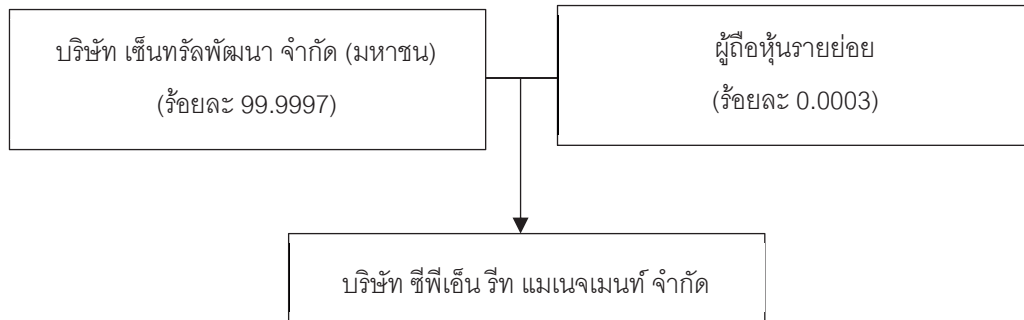 บริษัท เซ็นทรัลพัฒนา จำกัด (มหาชน)
(ร้อยละ 99.9997)
ผู้ถือหุ้นรายย่อย
(ร้อยละ 0.0003)
บริษัท ซีพีเอ็น รีท แมเนจเมนท์ จำกัด